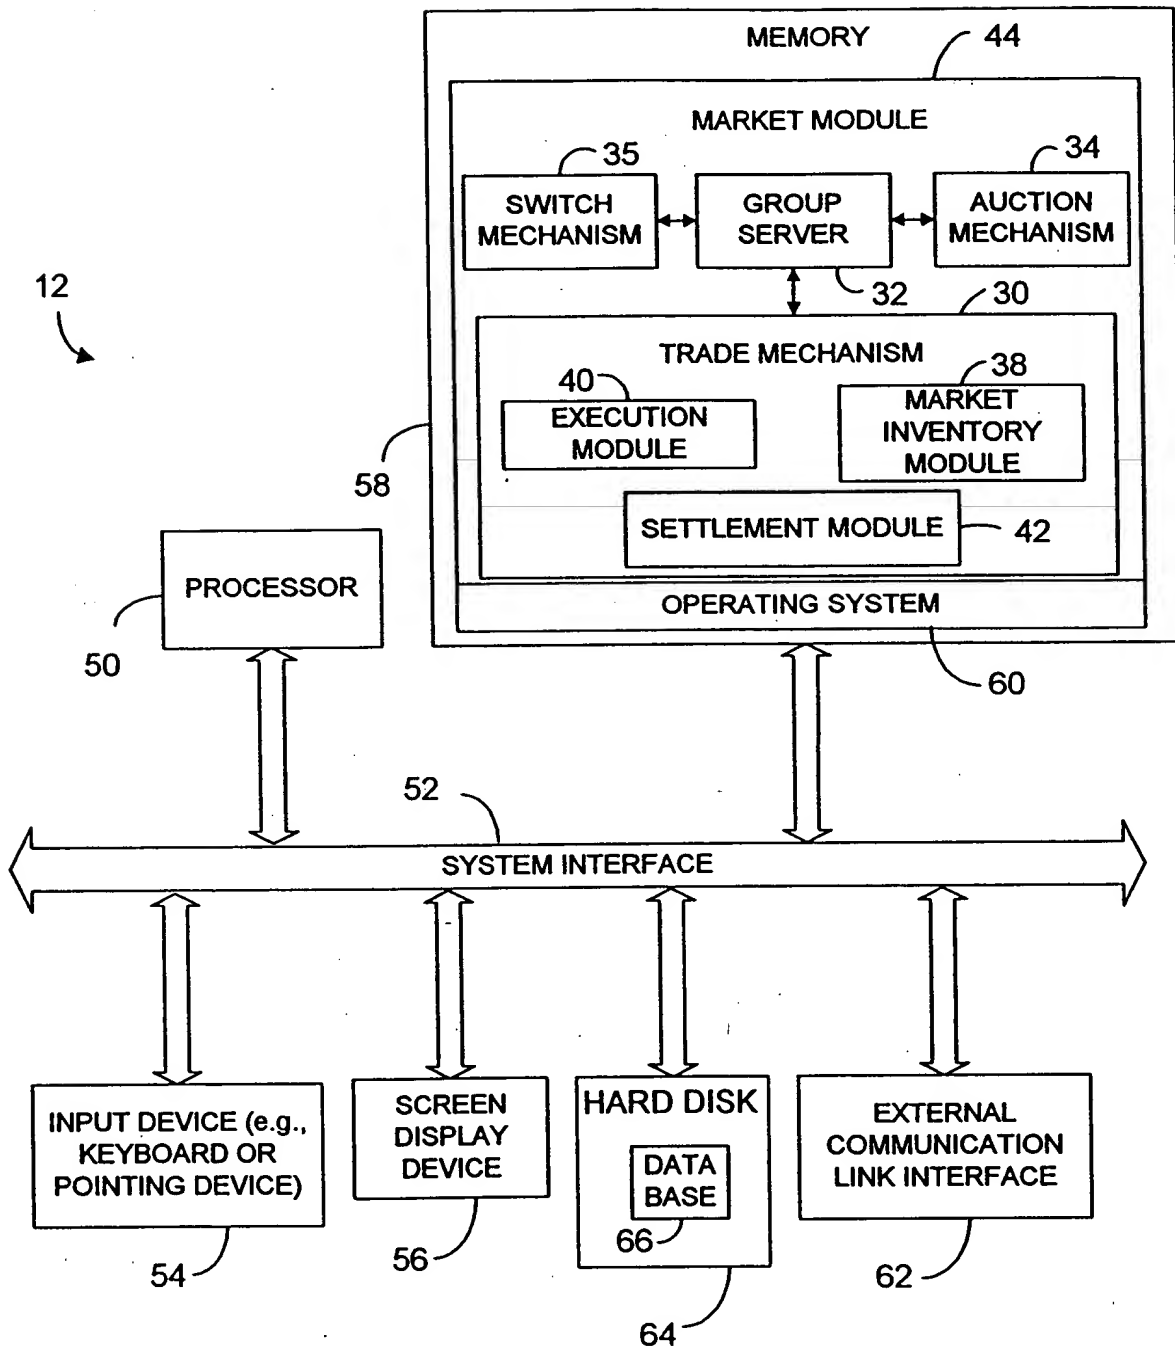 MEMORY
44
MARKET MODULE
35
34
SWITCH
MECHANISM
GROUP
SERVER
AUCTION
MECHANISM
12
32
30
TRADE MECHANISM
40
38
EXECUTION
MODULE
MARKET
INVENTORY
MODULE
58
SETTLEMENT MODULE
42
PROCESSOR
OPERATING SYSTEM
50
60
52
SYSTEM INTERFACE
INPUT DEVICE (e.g.,
KEYBOARD OR
POINTING DEVICE)
SCREEN
DISPLAY
DEVICE
HARD DISK
DATA
BASE
EXTERNAL
COMMUNICATION
LINK INTERFACE
54
56
66
62
64